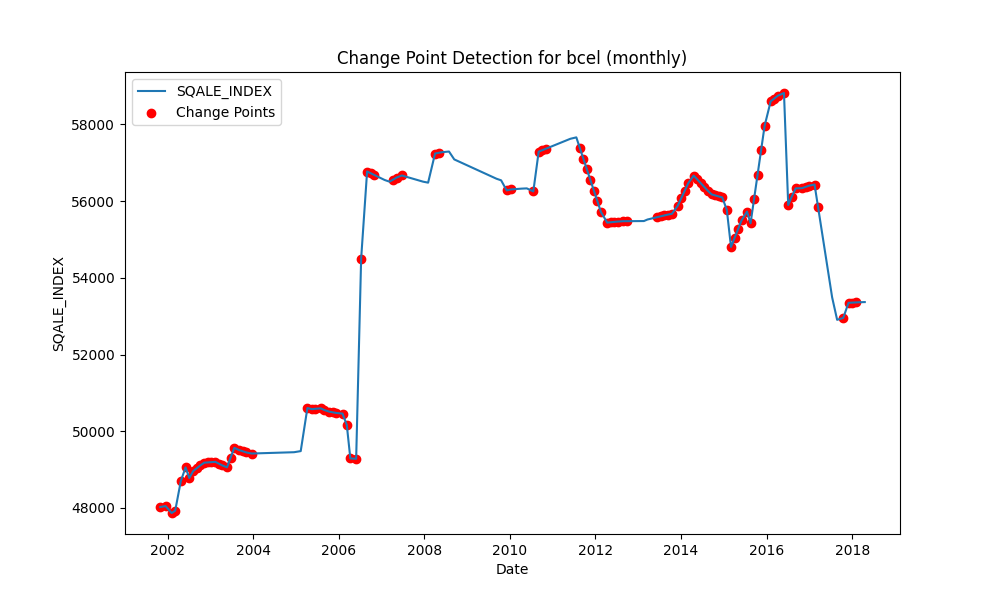 Change Point Detection for bcel (monthly)
SQALE_INDEX
Change Points
58000
56000
54000
52000
50000
48000
SQALE_INDEX
2002 2004 2006 2008 2010 2012 2014 2016 2018
Date